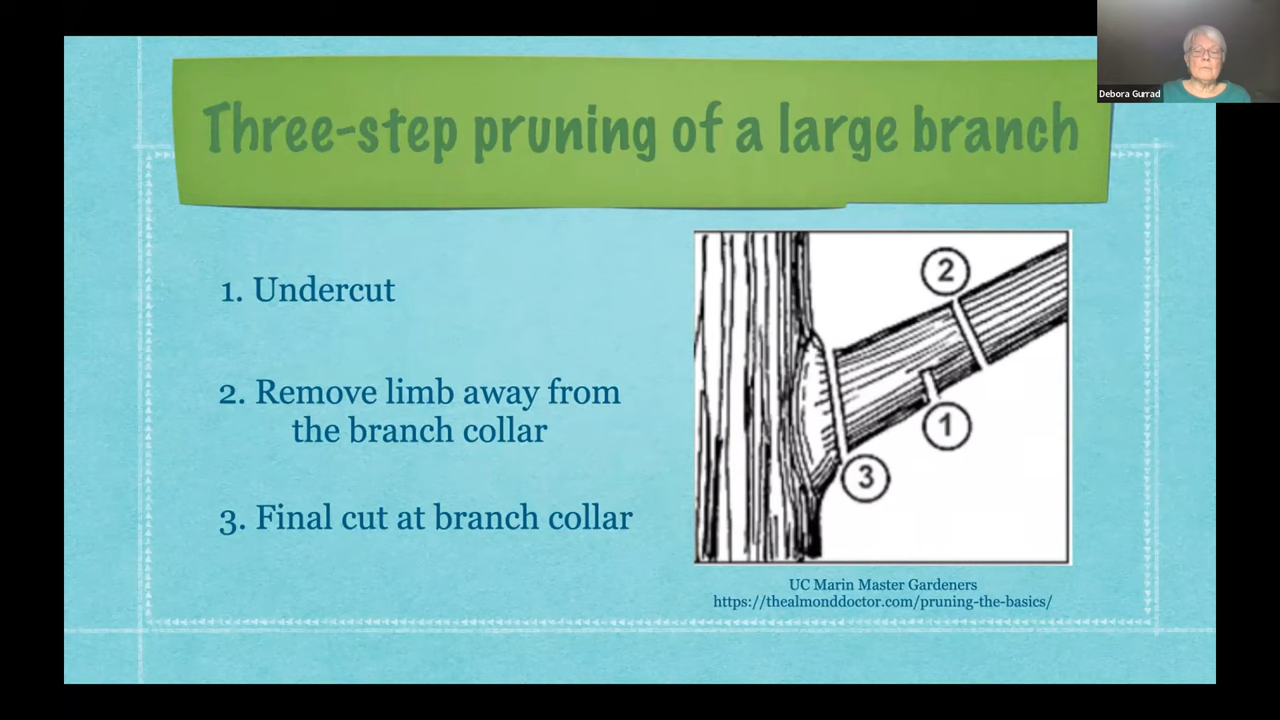 Debora Gurrad
Three-step pruning of a large branch
1. Undercut
2. Remove limb away from
the branch collar
3. Final cut at branch collar
2
1
3
UC Marin Master Gardeners
https://thealmonddoctor.com/pruning-the-basics/